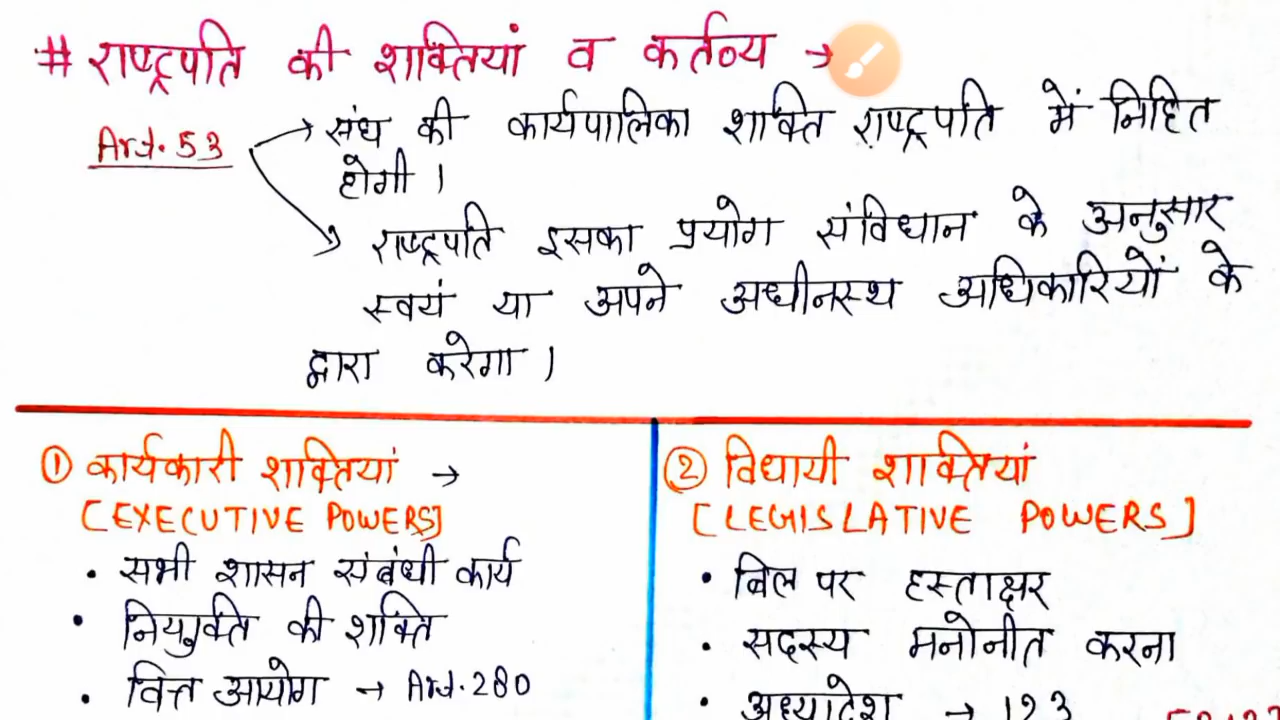 # राष्ट्रपति की शक्तियां व कर्तव्य →
Art. 53
→ संघ की कार्यपालिका शक्ति राष्ट्रपति में निहित
होगी ।
राष्ट्रपति इसका प्रयोग संविधान के अनुसार
स्वयं या अपने अधीनस्थ अधिकारियों के
द्वारा करेगा ।
① कार्यकारी शक्तियां →
[EXECUTIVE POWERS]
• सभी शासन संबंधी कार्य
• नियुक्ति की शक्ति
• वित्त आयोग → Art. 280
② विधायी शक्तियां
[LEGISLATIVE POWERS]
• बिल पर हस्ताक्षर
• सदस्य मनोनीत करना
• अध्यादेश → 123